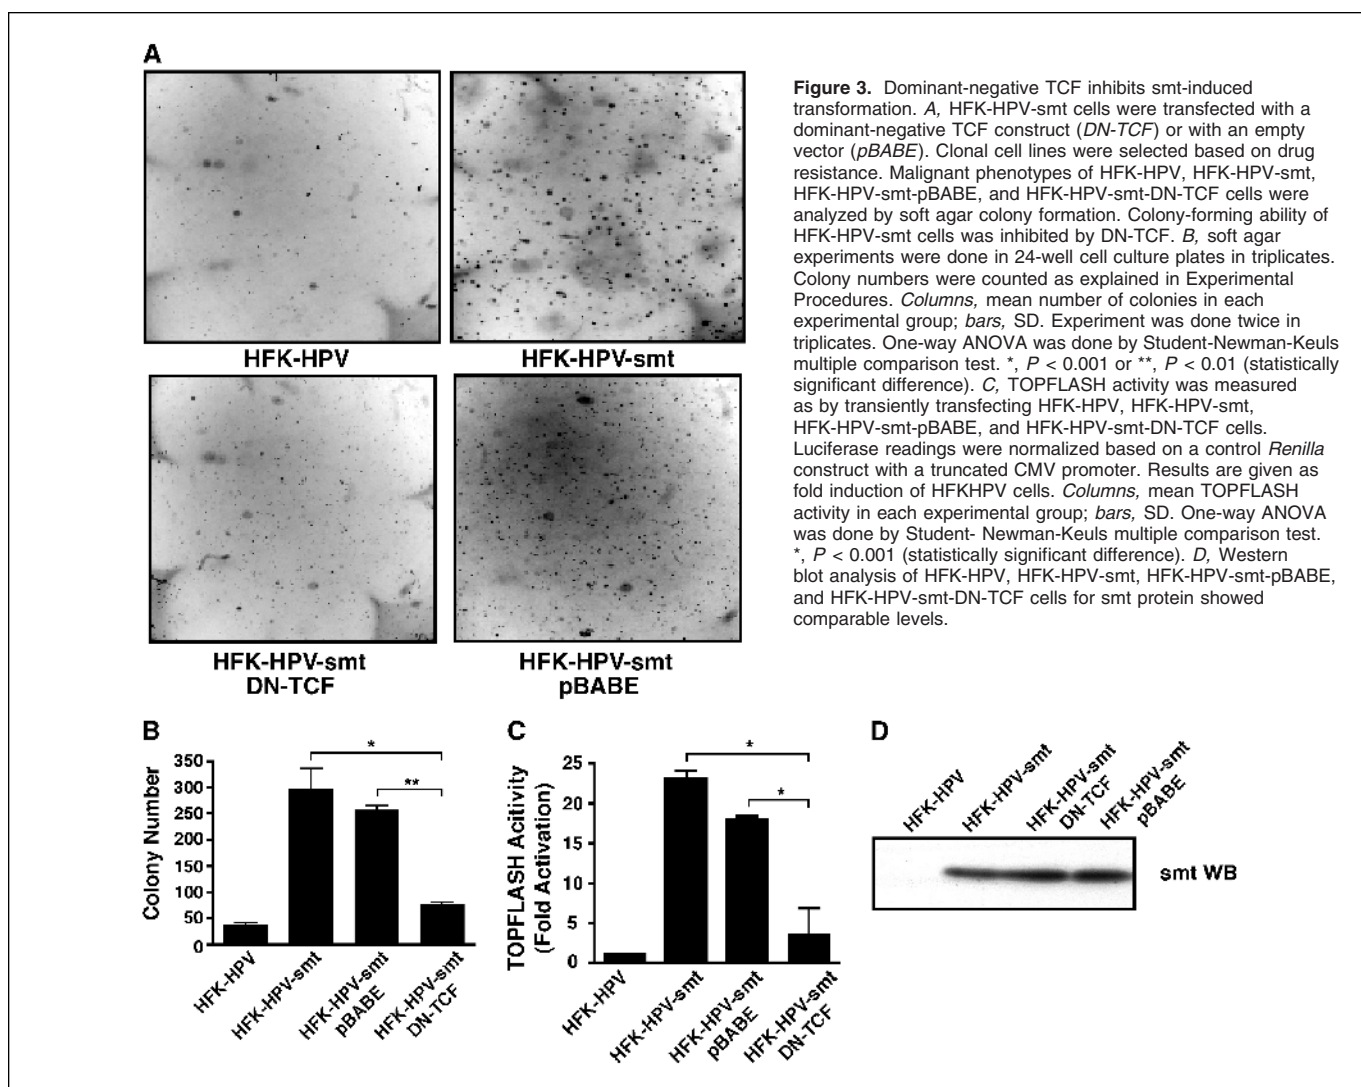 A
HFK-HPV
HFK-HPV-smt
HFK-HPV-smt
DN-TCF
HFK-HPV-smt
pBABE
Figure 3. Dominant-negative TCF inhibits smt-induced
transformation. A, HFK-HPV-smt cells were transfected with a
dominant-negative TCF construct (DN-TCF) or with an empty
vector (pBABE). Clonal cell lines were selected based on drug
resistance. Malignant phenotypes of HFK-HPV, HFK-HPV-smt,
HFK-HPV-smt-pBABE, and HFK-HPV-smt-DN-TCF cells were
analyzed by soft agar colony formation. Colony-forming ability of
HFK-HPV-smt cells was inhibited by DN-TCF. B, soft agar
experiments were done in 24-well cell culture plates in triplicates.
Colony numbers were counted as explained in Experimental
Procedures. Columns, mean number of colonies in each
experimental group; bars, SD. Experiment was done twice in
triplicates. One-way ANOVA was done by Student-Newman-Keuls
multiple comparison test. *, P < 0.001 or **, P < 0.01 (statistically
significant difference). C, TOPFLASH activity was measured
as by transiently transfecting HFK-HPV, HFK-HPV-smt,
HFK-HPV-smt-pBABE, and HFK-HPV-smt-DN-TCF cells.
Luciferase readings were normalized based on a control Renilla
construct with a truncated CMV promoter. Results are given as
fold induction of HFKHPV cells. Columns, mean TOPFLASH
activity in each experimental group; bars, SD. One-way ANOVA
was done by Student- Newman-Keuls multiple comparison test.
*, P < 0.001 (statistically significant difference). D, Western
blot analysis of HFK-HPV, HFK-HPV-smt, HFK-HPV-smt-pBABE,
and HFK-HPV-smt-DN-TCF cells for smt protein showed
comparable levels.
B
Colony Number
350
300
250
200
150
100
50
0
*
**
HFK-HPV
HFK-HPV-smt
HFK-HPV-smt
pBABE
HFK-HPV-smt
DN-TCF
C
TOPFLASH Acitivity
(Fold Activation)
25
20
15
10
5
0
*
*
HFK-HPV
HFK-HPV-smt
HFK-HPV-smt
pBABE
HFK-HPV-smt
DN-TCF
D
HFK-HPV
HFK-HPV-smt
HFK-HPV-smt
DN-TCF
HFK-HPV-smt
pBABE
smt WB